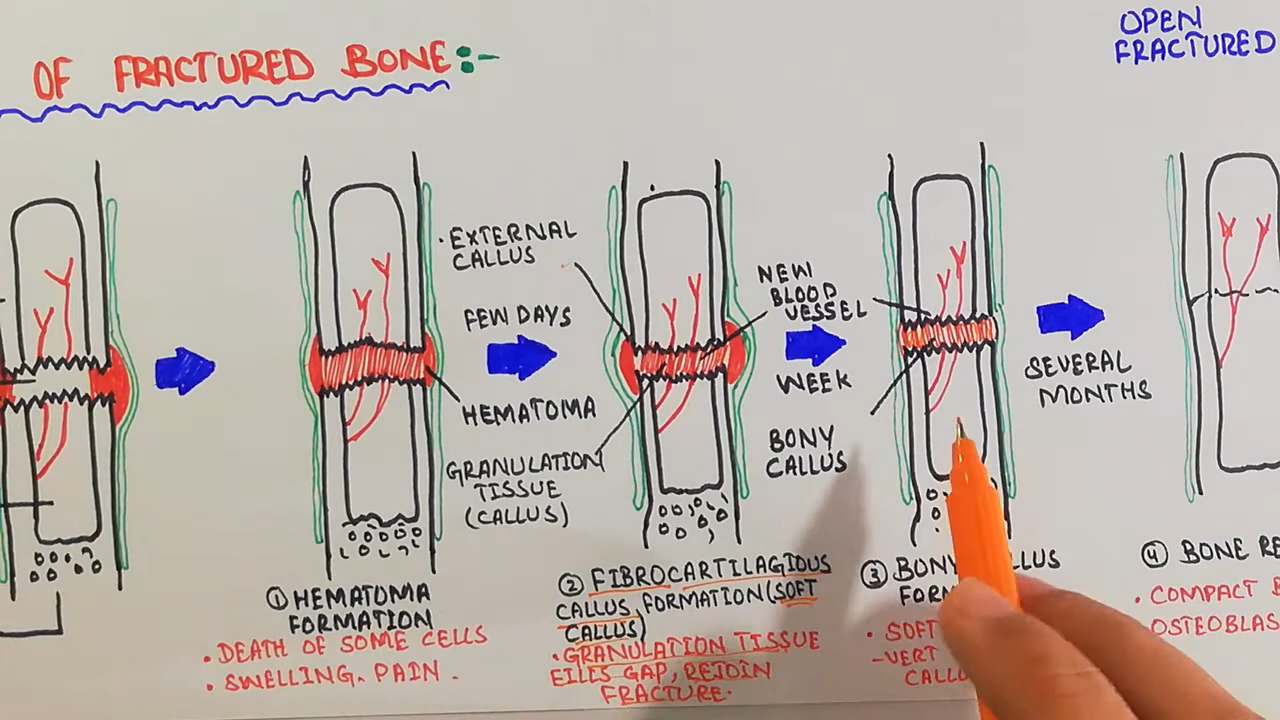 OF FRACTURED BONE:-
OPEN
FRACTURED
• EXTERNAL
CALLUS
FEW DAYS
HEMATOMA
GRANULATION
TISSUE
(CALLUS)
NEW
BLOOD
VESSEL
WEEK
BONY
CALLUS
SEVERAL
MONTHS
① HEMATOMA
FORMATION
• DEATH OF SOME CELLS
• SWELLING, PAIN.
② FIBROCARTILAGIOUS
CALLUS FORMATION (SOFT
CALLUS)
• GRANULATION TISSUE
FILLS GAP, REJOIN
FRACTURE.
③ BONY
• SOFT
④ BONE
• COMPACT